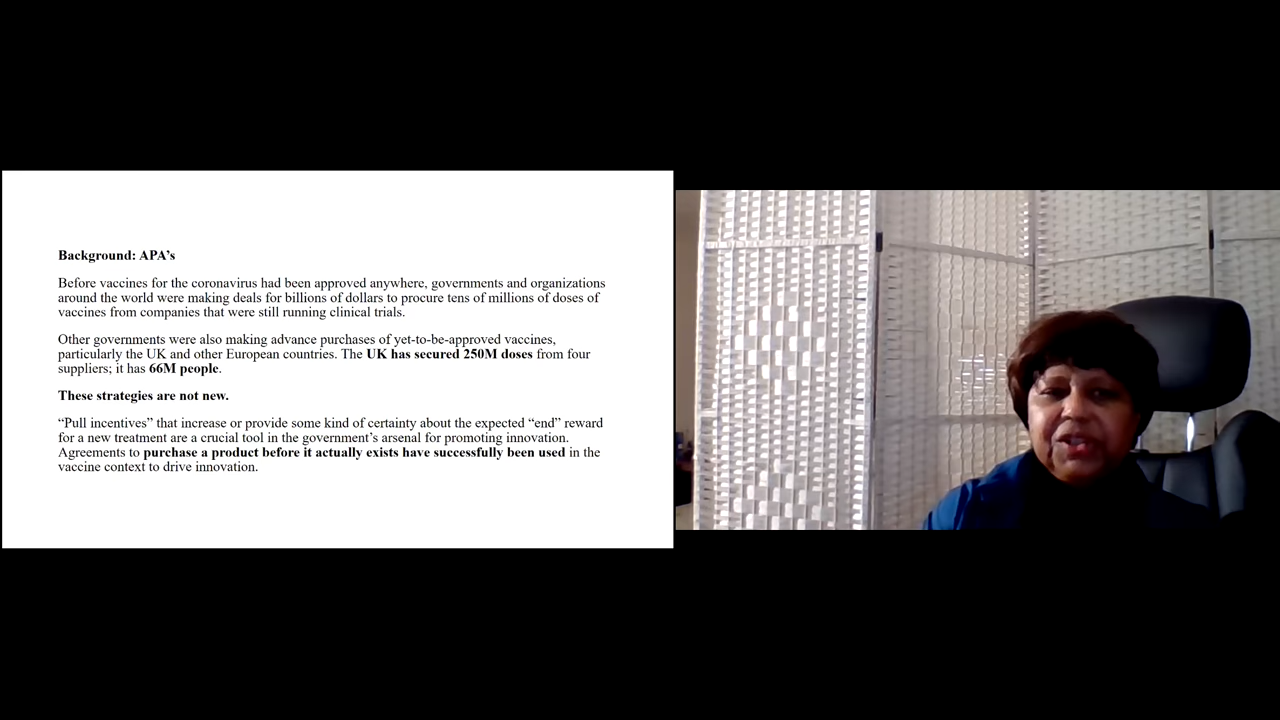 Background: APA’s
Before vaccines for the coronavirus had been approved anywhere, governments and organizations
around the world were making deals for billions of dollars to procure tens of millions of doses of
vaccines from companies that were still running clinical trials.
Other governments were also making advance purchases of yet-to-be-approved vaccines,
particularly the UK and other European countries. The UK has secured 250M doses from four
suppliers; it has 66M people.
These strategies are not new.
“Pull incentives” that increase or provide some kind of certainty about the expected “end” reward
for a new treatment are a crucial tool in the government’s arsenal for promoting innovation.
Agreements to purchase a product before it actually exists have successfully been used in the
vaccine context to drive innovation.